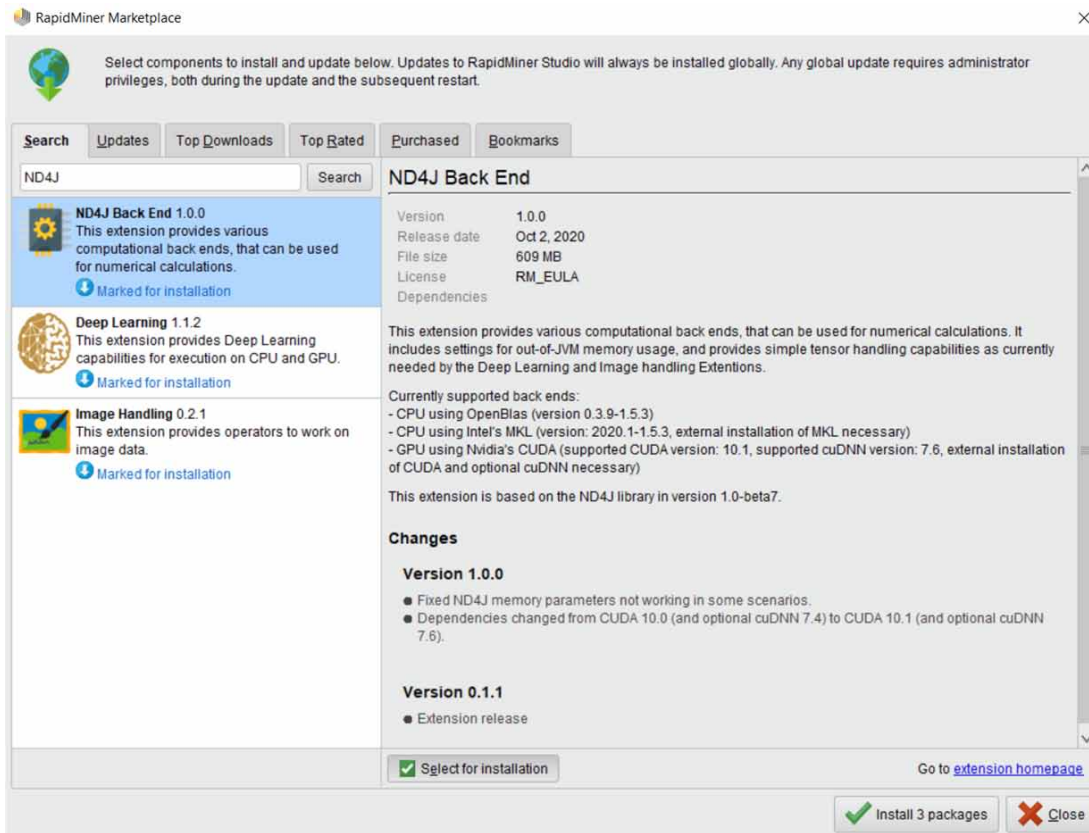 RapidMiner Marketplace
Select components to install and update below. Updates to RapidMiner Studio will always be installed globally. Any global update requires administrator
privileges, both during the update and the subsequent restart.
Search
Updates
Top Downloads
Top Rated
Purchased
Bookmarks
ND4J
Search
ND4J Back End 1.0.0
This extension provides various
computational back ends, that can be used
for numerical calculations.
Marked for installation
Deep Learning 1.1.2
This extension provides Deep Learning
capabilities for execution on CPU and GPU.
Marked for installation
Image Handling 0.2.1
This extension provides operators to work on
image data.
Marked for installation
ND4J Back End
Version 1.0.0
Release date Oct 2, 2020
File size 609 MB
License RM_EULA
Dependencies
This extension provides various computational back ends, that can be used for numerical calculations. It
includes settings for out-of-JVM memory usage, and provides simple tensor handling capabilities as currently
needed by the Deep Learning and Image handling Extentions.
Currently supported back ends:
- CPU using OpenBlas (version 0.3.9-1.5.3)
- CPU using Intel's MKL (version: 2020.1-1.5.3, external installation of MKL necessary)
- GPU using Nvidia's CUDA (supported CUDA version: 10.1, supported cuDNN version: 7.6, external installation
of CUDA and optional cuDNN necessary)
This extension is based on the ND4J library in version 1.0-beta7.
Changes
Version 1.0.0
● Fixed ND4J memory parameters not working in some scenarios.
● Dependencies changed from CUDA 10.0 (and optional cuDNN 7.4) to CUDA 10.1 (and optional cuDNN
7.6).
Version 0.1.1
● Extension release
Select for installation
Go to extension homepage
Install 3 packages
Close